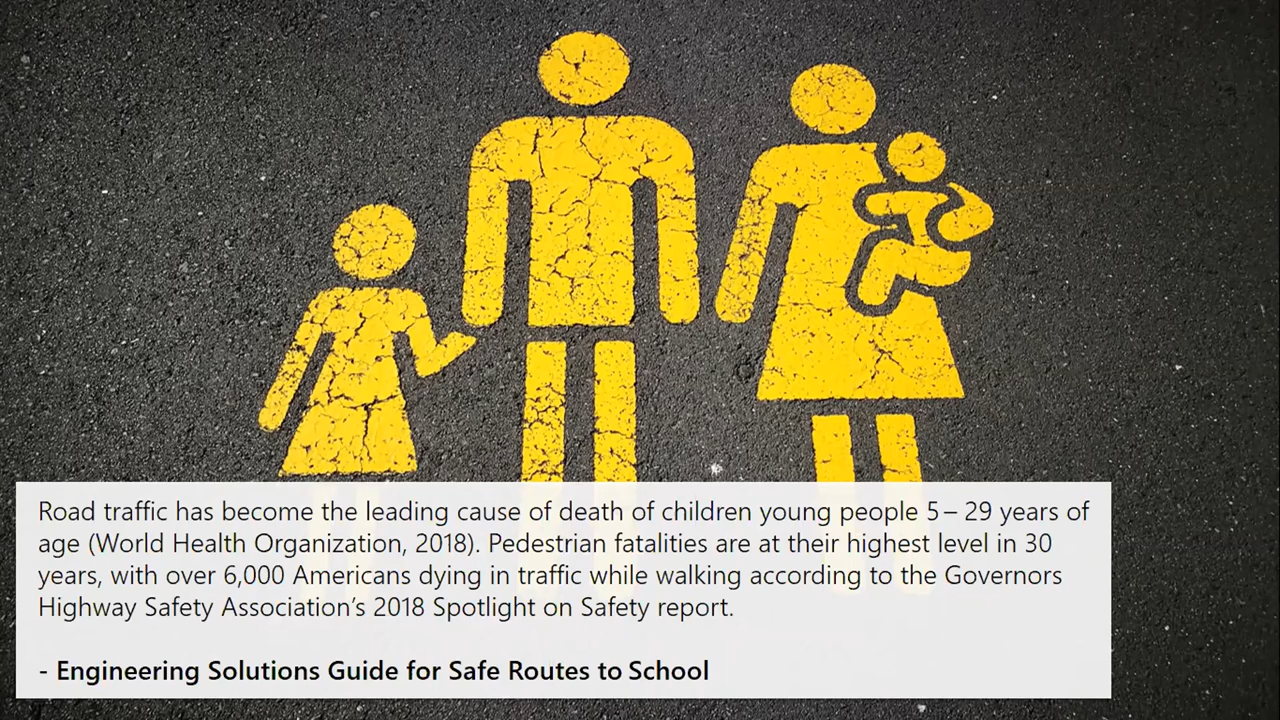 Road traffic has become the leading cause of death of children young people 5 – 29 years of
age (World Health Organization, 2018). Pedestrian fatalities are at their highest level in 30
years, with over 6,000 Americans dying in traffic while walking according to the Governors
Highway Safety Association’s 2018 Spotlight on Safety report.
- Engineering Solutions Guide for Safe Routes to School